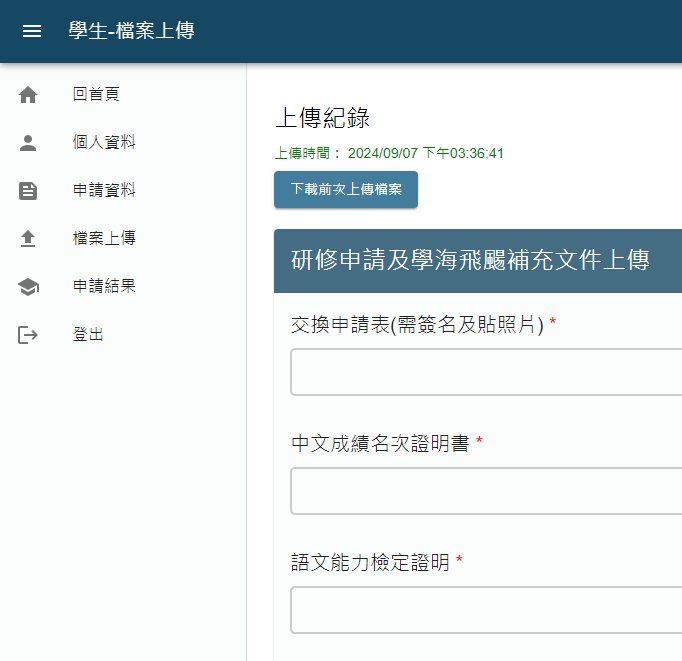 學生-檔案上傳
回首頁
個人資料
申請資料
檔案上傳
申請結果
登出
上傳紀錄
上傳時間： 2024/09/07 下午03:36:41
下載前次上傳檔案
研修申請及學海飛颺補充文件上傳
交換申請表(需簽名及貼照片) *
中文成績名次證明書 *
語文能力檢定證明 *